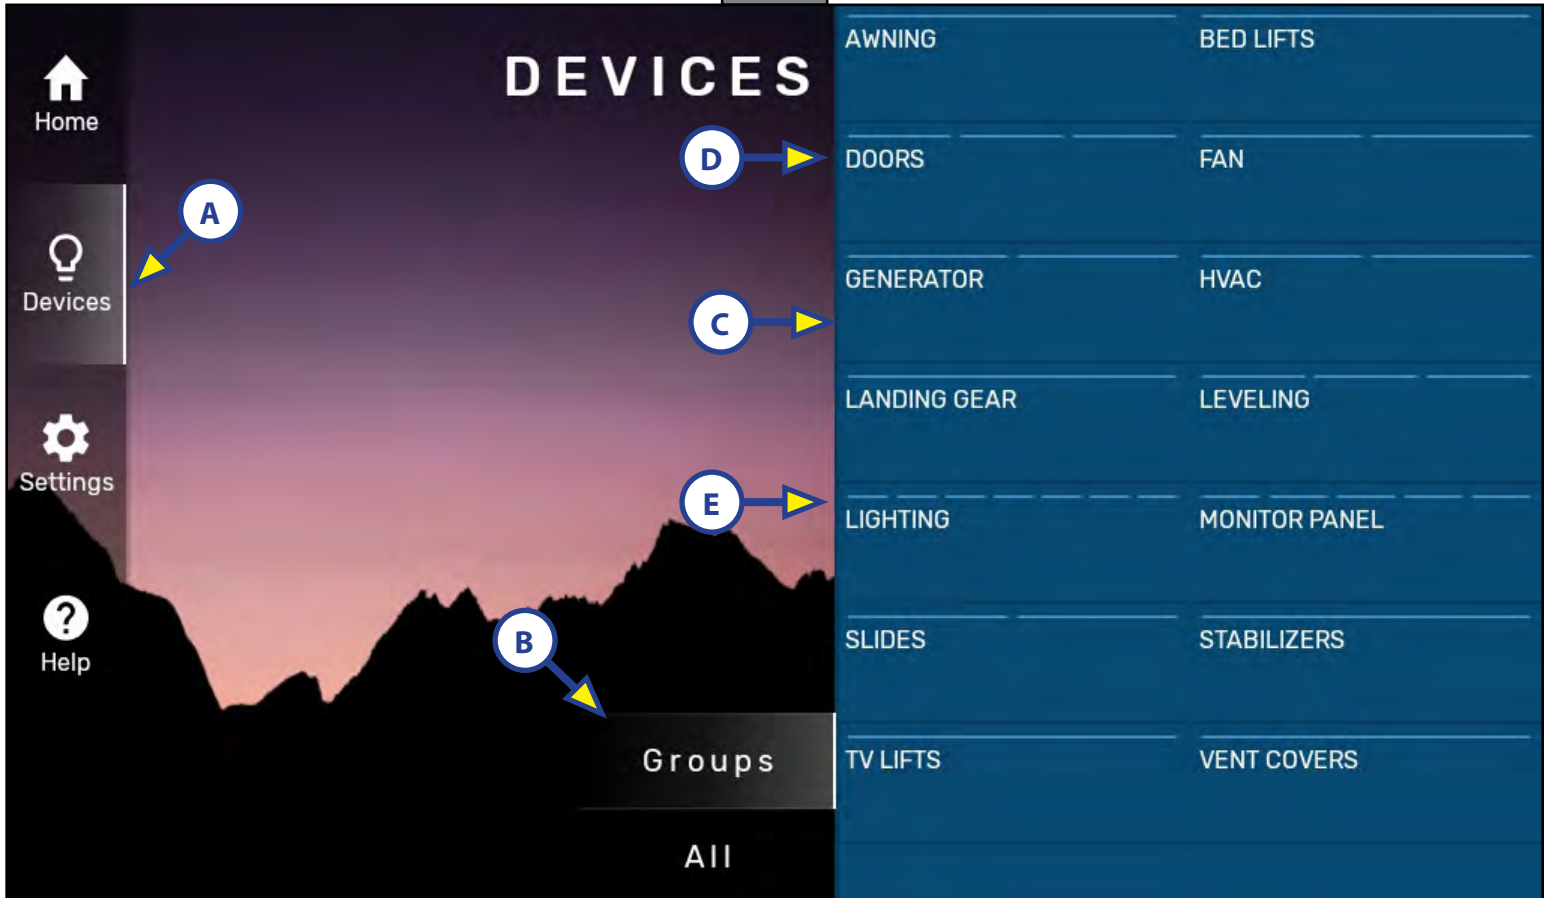 DEVICES
Home
Devices
Settings
Help
A
B
C
D
E
Groups
All
AWNING
BED LIFTS
DOORS
FAN
GENERATOR
HVAC
LANDING GEAR
LEVELING
LIGHTING
MONITOR PANEL
SLIDES
STABILIZERS
TV LIFTS
VENT COVERS